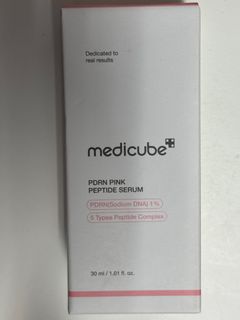 Dedicated to
real results
medicube
PDRN PINK
PEPTIDE SERUM
PDRN(Sodium DNA) 1%
5 Types Peptide Complex
30 ml / 1.01 fl. oz.